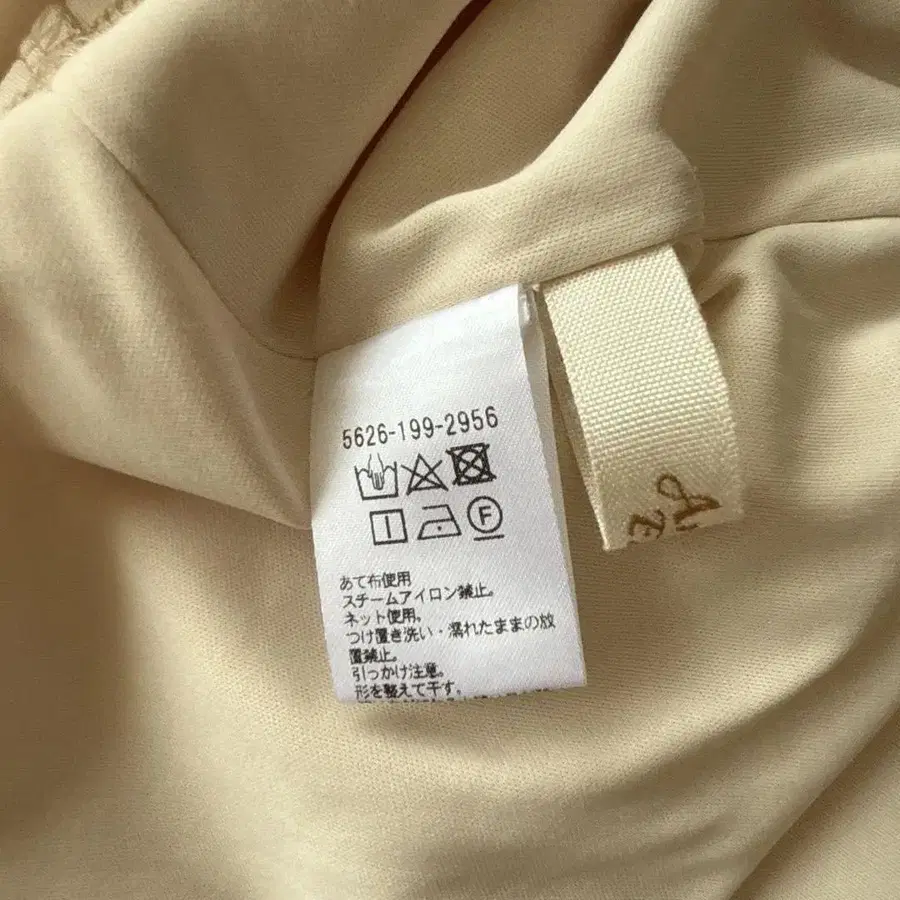 5626-199-2956
F
あて布使用
スチームアイロン禁止。
ネット使用。
つけ置き洗い・濡れたままの放
置禁止。
引っかけ注意。
形を整えて干す。